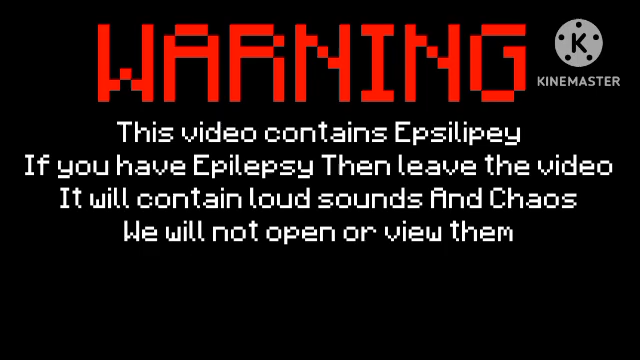 WARNING
KINEMASTER
This video contains Epsilipey
If you have Epilepsy Then leave the video
It will contain loud sounds And Chaos
We will not open or view them